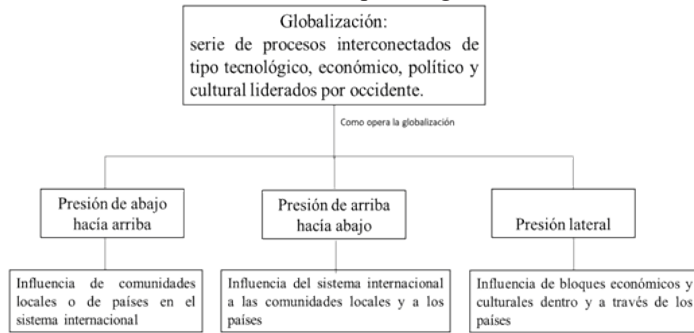 Globalización:
serie de procesos interconectados de
tipo tecnológico, económico, político y
cultural liderados por occidente.
Como opera la globalización
Presión de abajo
hacía arriba
Presión de arriba
hacía abajo
Presión lateral
Influencia de comunidades
locales o de países en el
sistema internacional
Influencia del sistema internacional
a las comunidades locales y a los
países
Influencia de bloques económicos y
culturales dentro y a través de los
países